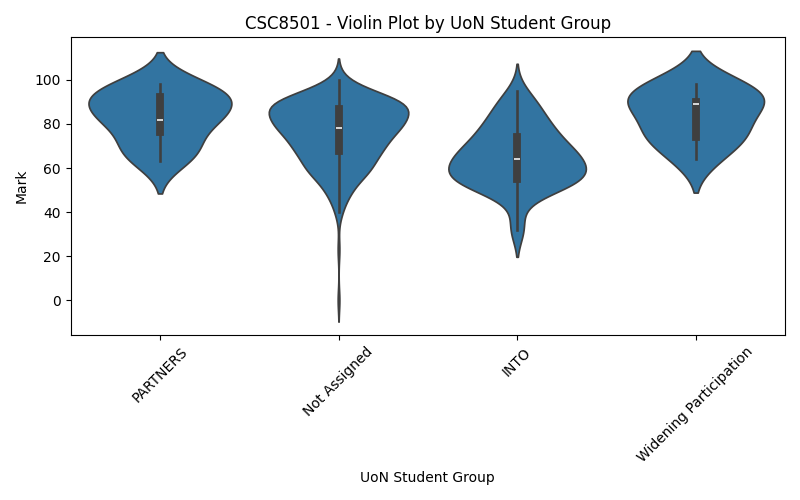 CSC8501 - Violin Plot by UoN Student Group
Mark
100
80
60
40
20
0
PARTNERS
Not Assigned
INTO
Widening Participation
UoN Student Group